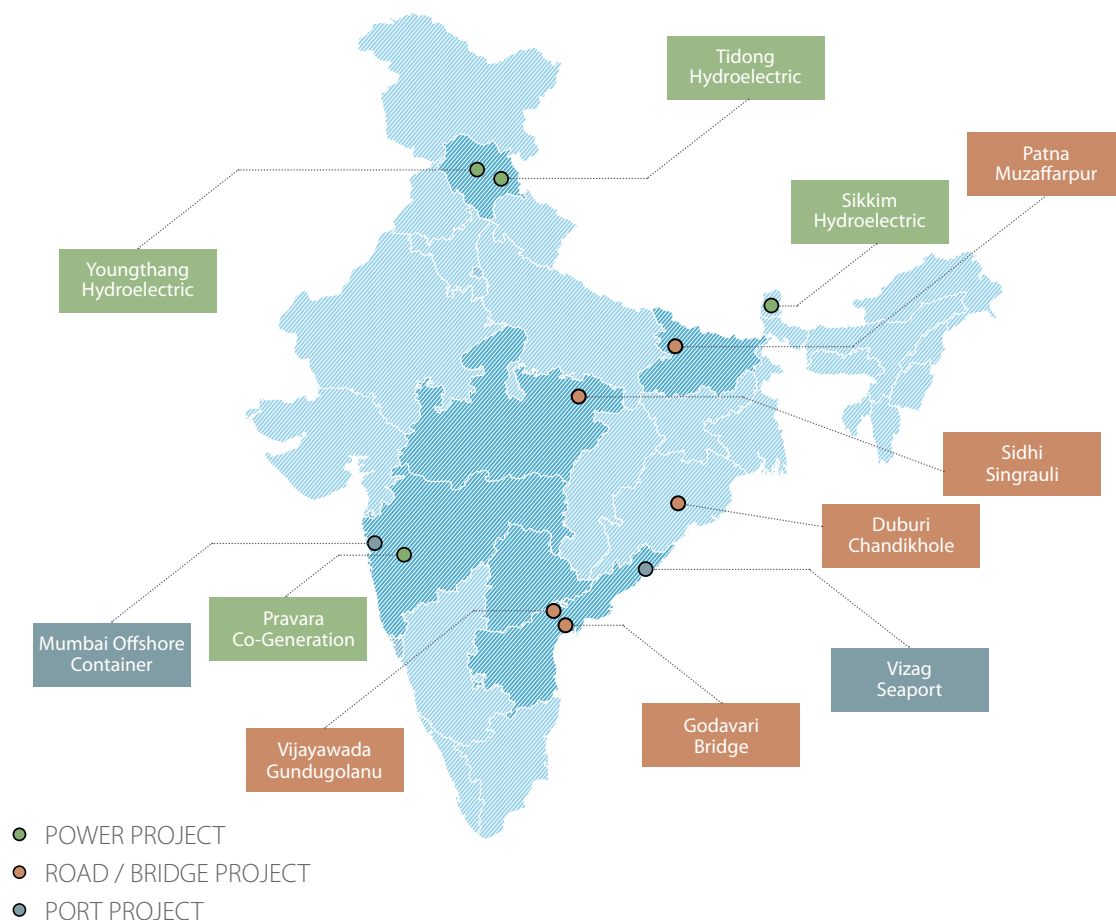 Tidong
Hydroelectric
Patna
Muzaffarpur
Sikkim
Hydroelectric
Youngthang
Hydroelectric
Sidhi
Singrauli
Duburi
Chandikhole
Pravara
Co-Generation
Mumbai Offshore
Container
Vizag
Seaport
Godavari
Bridge
Vijayawada
Gundugolanu
POWER PROJECT
ROAD / BRIDGE PROJECT
PORT PROJECT